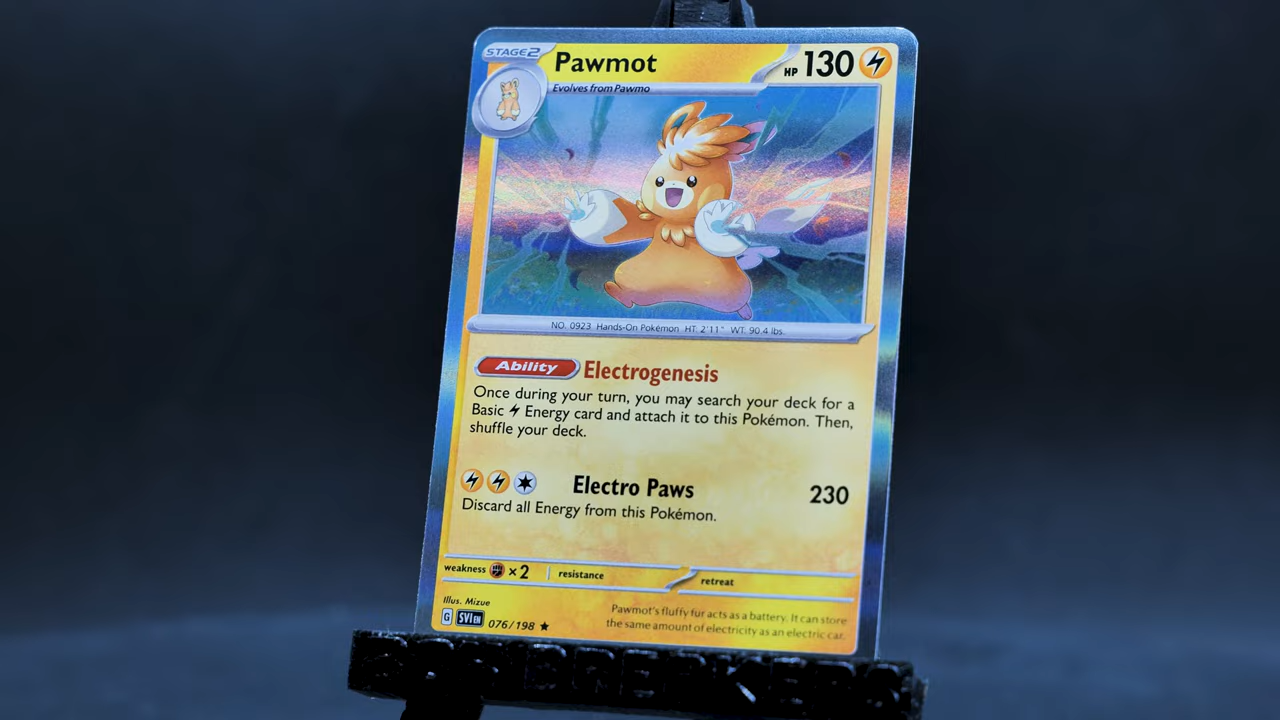 STAGE2
Pawmot
HP 130
Evolves from Pawmo
NO. 0923 Hands-On Pokémon HT: 2'11" WT: 90.4 lbs.
Ability Electrogenesis
Once during your turn, you may search your deck for a
Basic Energy card and attach it to this Pokémon. Then,
shuffle your deck.
Electro Paws 230
Discard all Energy from this Pokémon.
weakness ×2 resistance retreat
Illus. Mizue
G SVI EN 076/198 ★
Pawmot's fluffy fur acts as a battery. It can store
the same amount of electricity as an electric car.